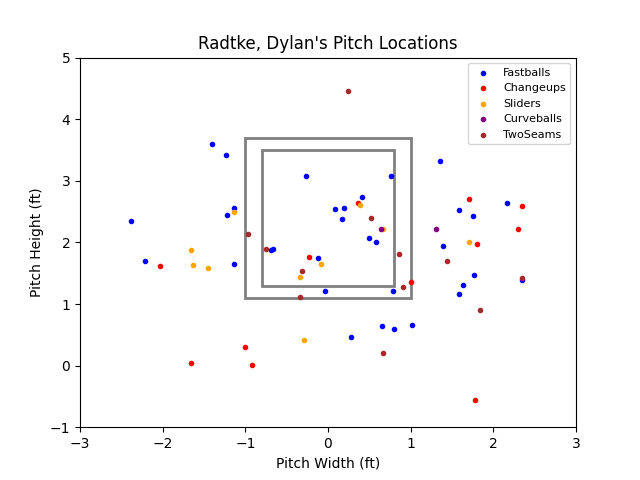 Radtke, Dylan's Pitch Locations
Fastballs
Changeups
Sliders
Curveballs
TwoSeams
Pitch Height (ft)
5
4
3
2
1
0
−1
−3
−2
−1
0
1
2
3
Pitch Width (ft)